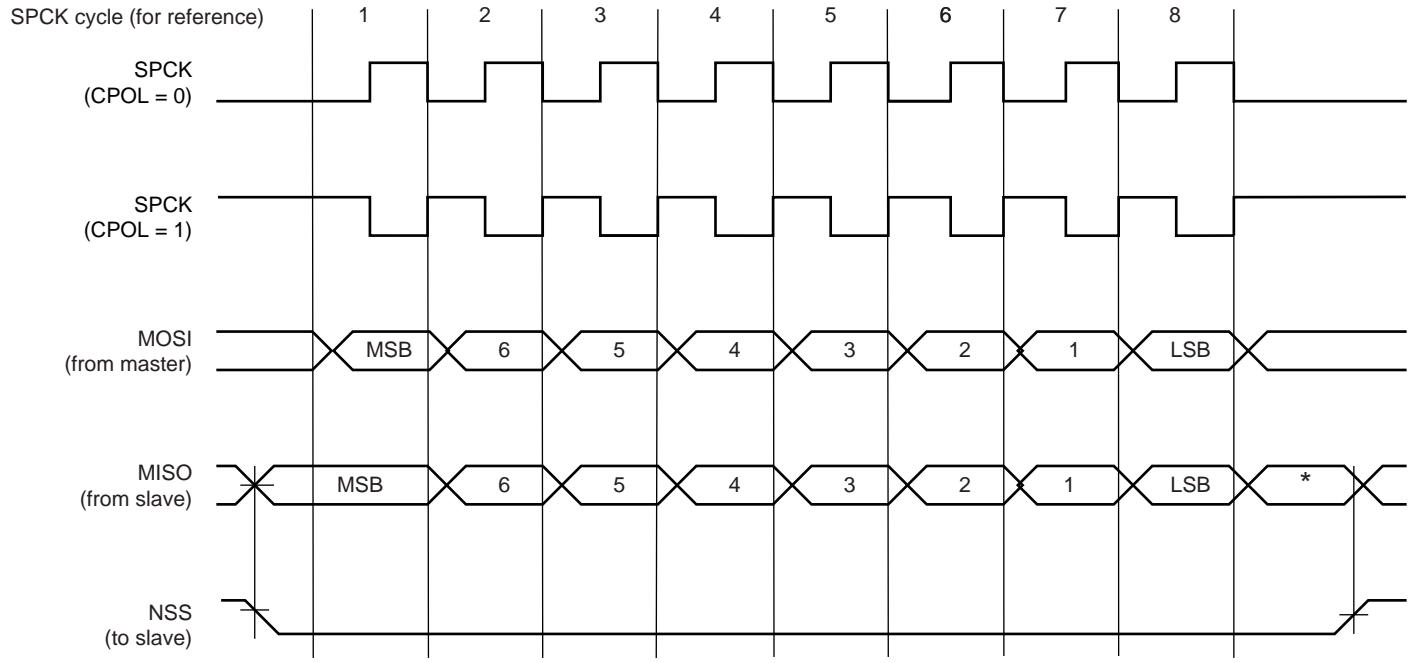 SPCK cycle (for reference) 1 2 3 4 5 6 7 8
SPCK
(CPOL = 0)
SPCK
(CPOL = 1)
MOSI
(from master)
MSB 6 5 4 3 2 1 LSB
MISO
(from slave)
MSB 6 5 4 3 2 1 LSB *
NSS
(to slave)